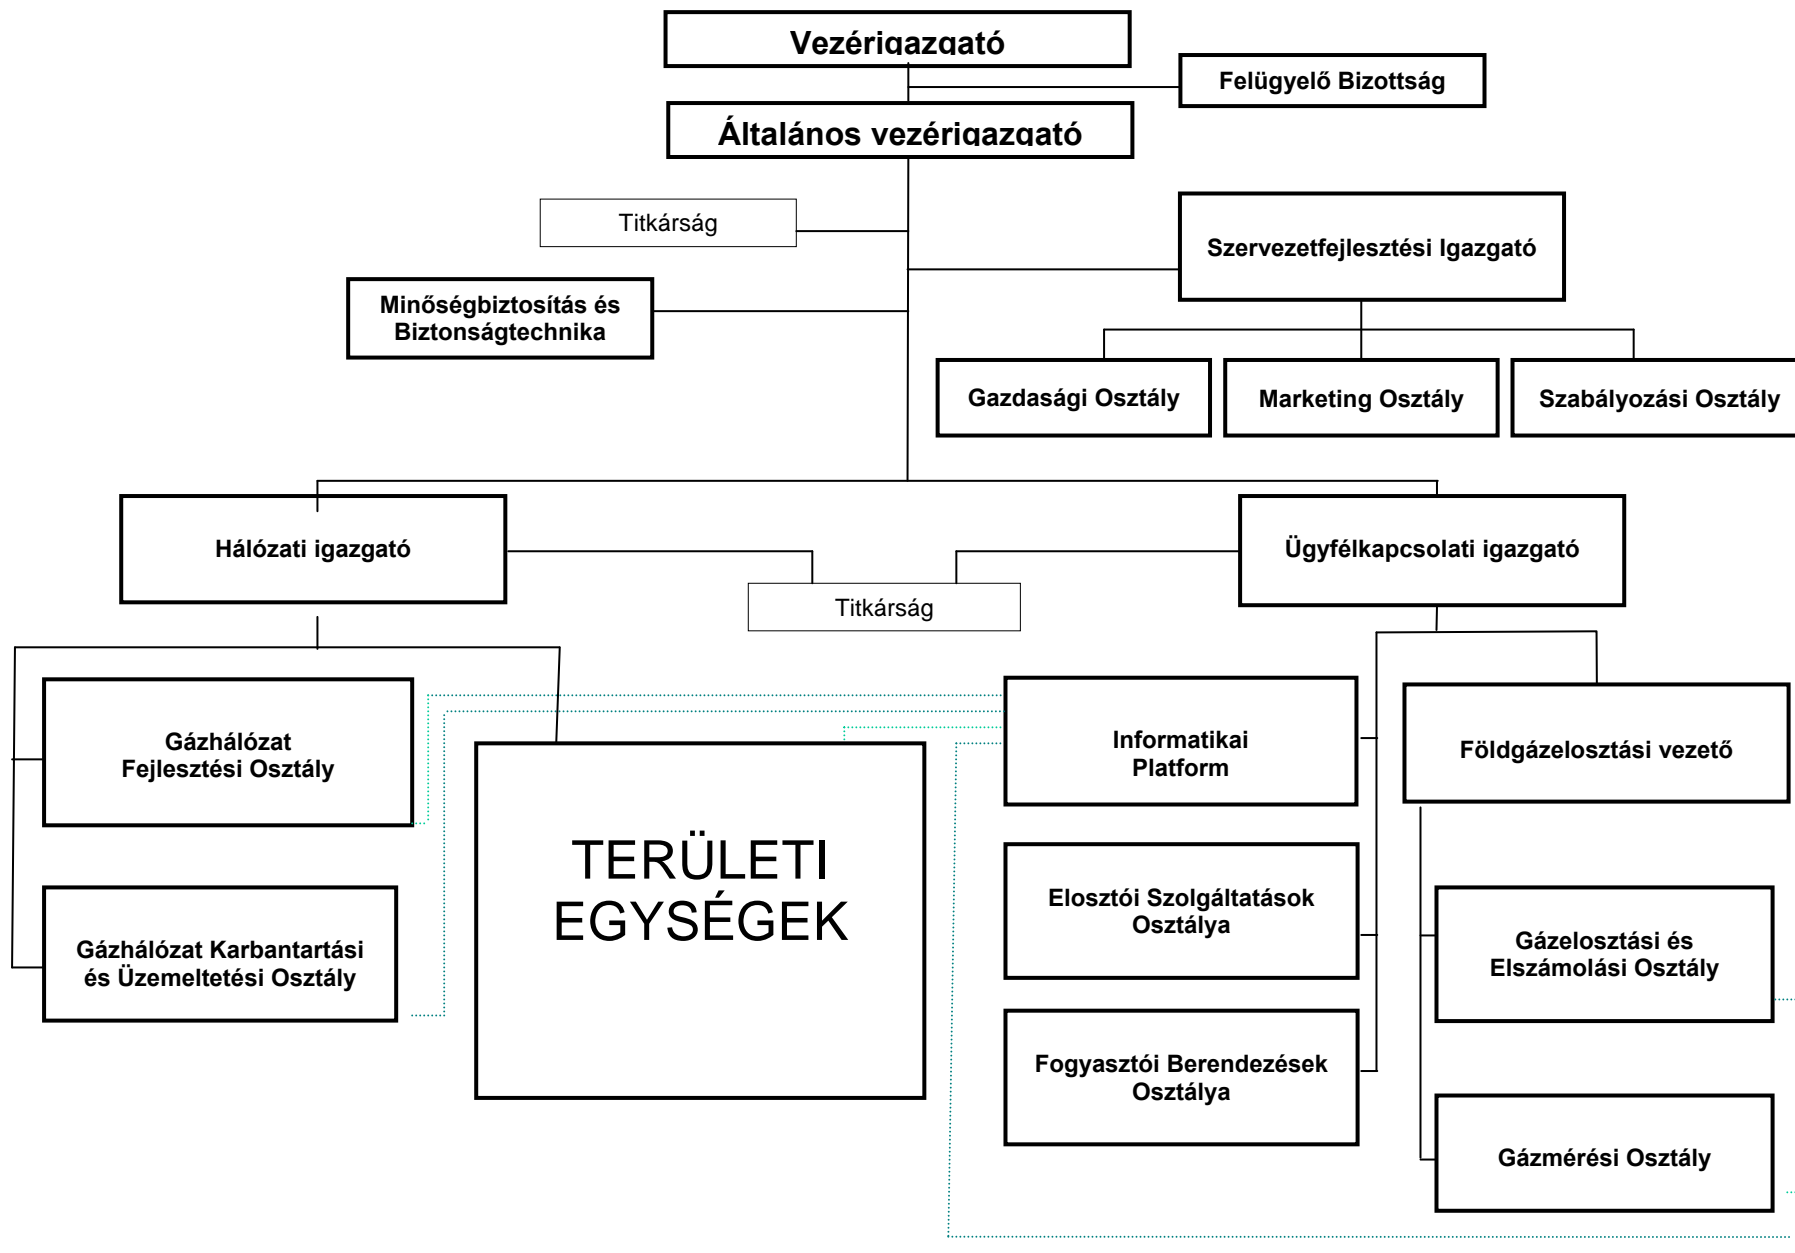 Vezérigazgató
Felügyelő Bizottság
Általános vezérigazgató
Titkárság
Szervezetfejlesztési Igazgató
Minőségbiztosítás és
Biztonságtechnika
Gazdasági Osztály
Marketing Osztály
Szabályozási Osztály
Hálózati igazgató
Ügyfélkapcsolati igazgató
Titkárság
Gázhálózat
Fejlesztési Osztály
Informatikai
Platform
Földgázelosztási vezető
TERÜLETI
EGYSÉGEK
Elosztói Szolgáltatások
Osztálya
Gázhálózat Karbantartási
és Üzemeltetési Osztály
Gázelosztási és
Elszámolási Osztály
Fogyasztói Berendezések
Osztálya
Gázmérési Osztály